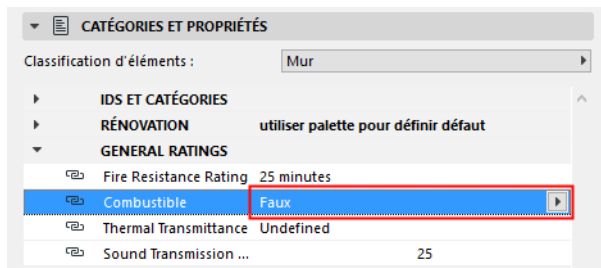 CATÉGORIES ET PROPRIÉTÉS
Classification d'éléments : Mur
IDS ET CATÉGORIES
RÉNOVATION utiliser palette pour définir défaut
GENERAL RATINGS
Fire Resistance Rating 25 minutes
Combustible Faux
Thermal Transmittance Undefined
Sound Transmission ... 25